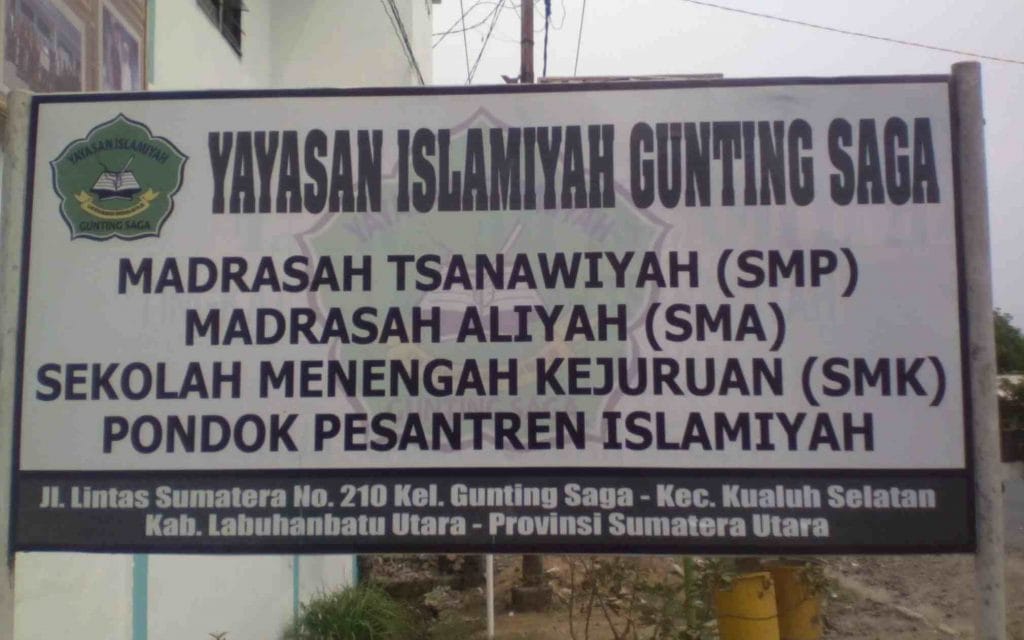 YAYASAN ISLAMIYAH
GUNTING SAGA
YAYASAN ISLAMIYAH GUNTING SAGA
MADRASAH TSANAWIYAH (SMP)
MADRASAH ALIYAH (SMA)
SEKOLAH MENENGAH KEJURUAN (SMK)
PONDOK PESANTREN ISLAMIYAH
Jl. Lintas Sumatera No. 210 Kel. Gunting Saga - Kec. Kualuh Selatan
Kab. Labuhanbatu Utara - Provinsi Sumatera Utara